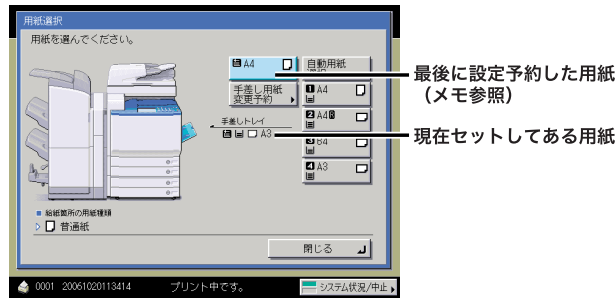 用紙選択
用紙を選んでください。
A4
自動用紙
手差し用紙
変更予約
1 A4
2 A4R
手差しトレイ
A3
3 B4
4 A3
給紙箇所の用紙種類
普通紙
閉じる
0001 20061020113414 プリント中です。 システム状況/中止
最後に設定予約した用紙
（メモ参照）
現在セットしてある用紙